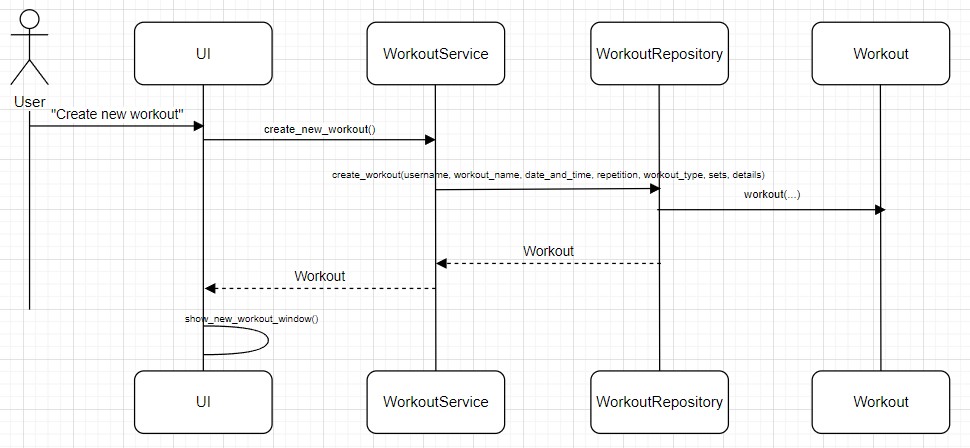 UI
WorkoutService
WorkoutRepository
Workout
User
"Create new workout"
create_new_workout()
create_workout(username, workout_name, date_and_time, repetition, workout_type, sets, details)
workout(...)
Workout
Workout
show_new_workout_window()
UI
WorkoutService
WorkoutRepository
Workout